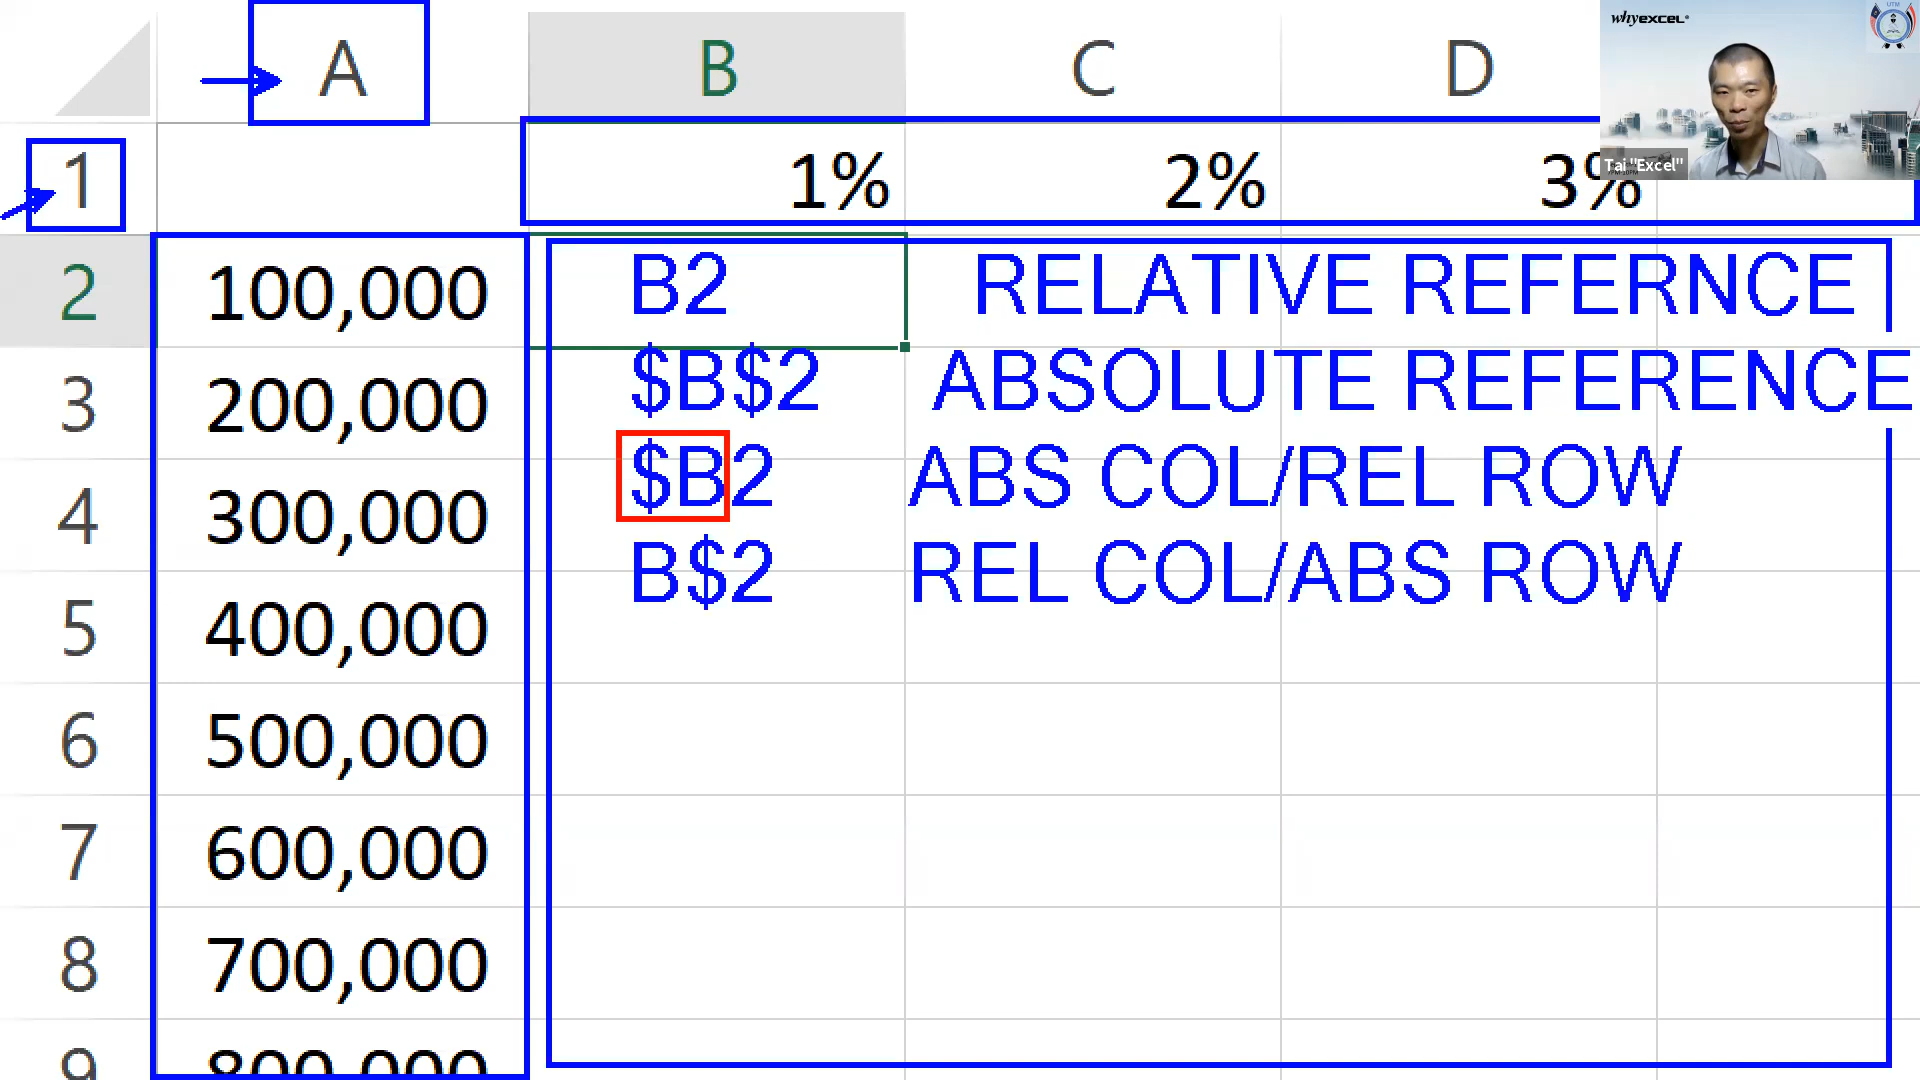 whyEXCEL®
UTM
A B C D
Tai "Excel"
1 1% 2% 3%
2 100,000 B2 RELATIVE REFERNCE
3 200,000 $B$2 ABSOLUTE REFERENCE
4 300,000 $B2 ABS COL/REL ROW
5 400,000 B$2 REL COL/ABS ROW
6 500,000
7 600,000
8 700,000
9 800,000